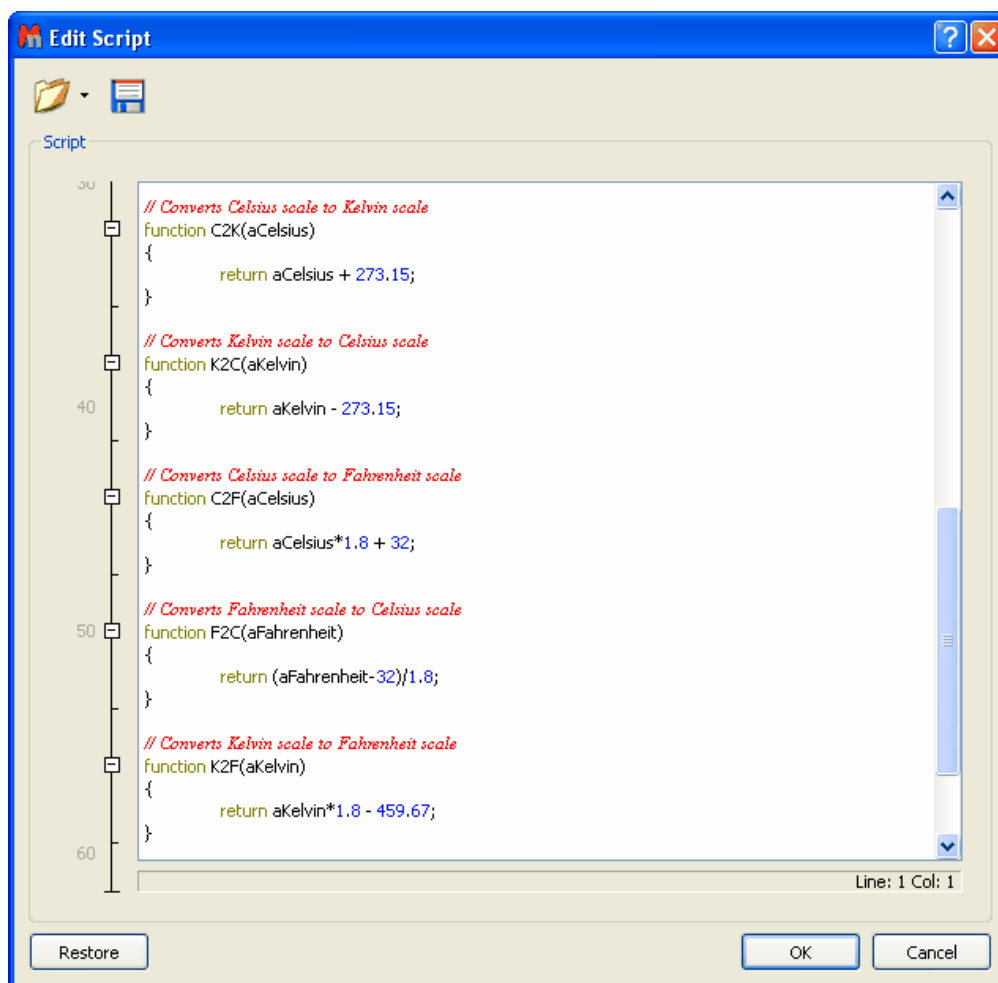 Edit Script
Script
30
// Converts Celsius scale to Kelvin scale
function C2K(aCelsius)
{
return aCelsius + 273.15;
}
// Converts Kelvin scale to Celsius scale
function K2C(aKelvin)
{
40 return aKelvin - 273.15;
}
// Converts Celsius scale to Fahrenheit scale
function C2F(aCelsius)
{
return aCelsius*1.8 + 32;
}
// Converts Fahrenheit scale to Celsius scale
50 function F2C(aFahrenheit)
{
return (aFahrenheit-32)/1.8;
}
// Converts Kelvin scale to Fahrenheit scale
function K2F(aKelvin)
{
return aKelvin*1.8 - 459.67;
}
60
Line: 1 Col: 1
Restore OK Cancel